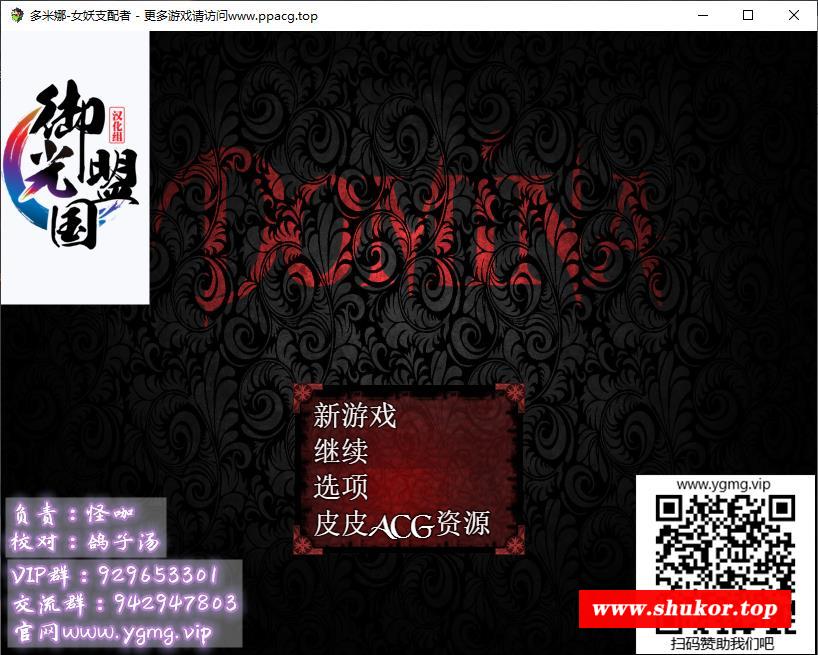 多米娜-女妖支配者 - 更多游戏请访问www.ppacg.top
御光盟国
汉化组
DOMINA
新游戏
继续
选项
皮皮ACG资源
负责：怪咖
校对：鸽子汤
VIP群：929653301
交流群：942947803
官网www.ygmg.vip
www.ygmg.vip
www.shukor.top
扫码赞助我们吧